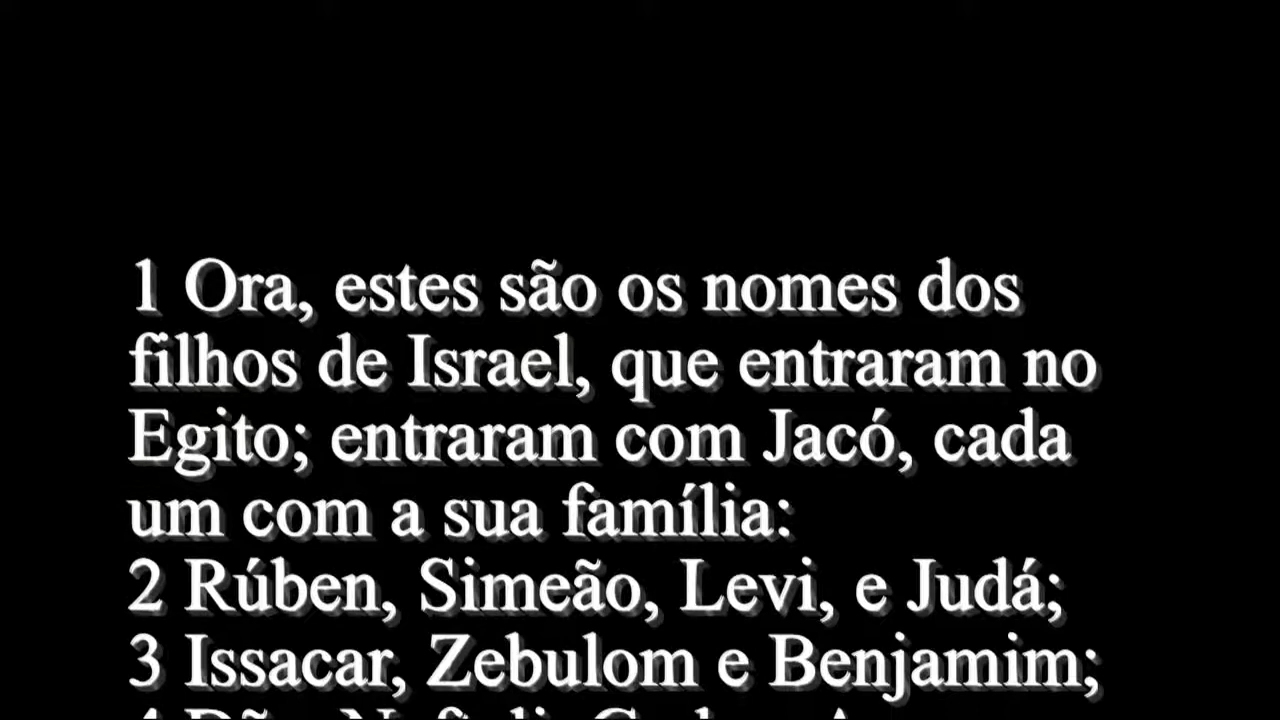 1 Ora, estes são os nomes dos
filhos de Israel, que entraram no
Egito; entraram com Jacó, cada
um com a sua família:
2 Rúben, Simeão, Levi, e Judá;
3 Issacar, Zebulom e Benjamim;